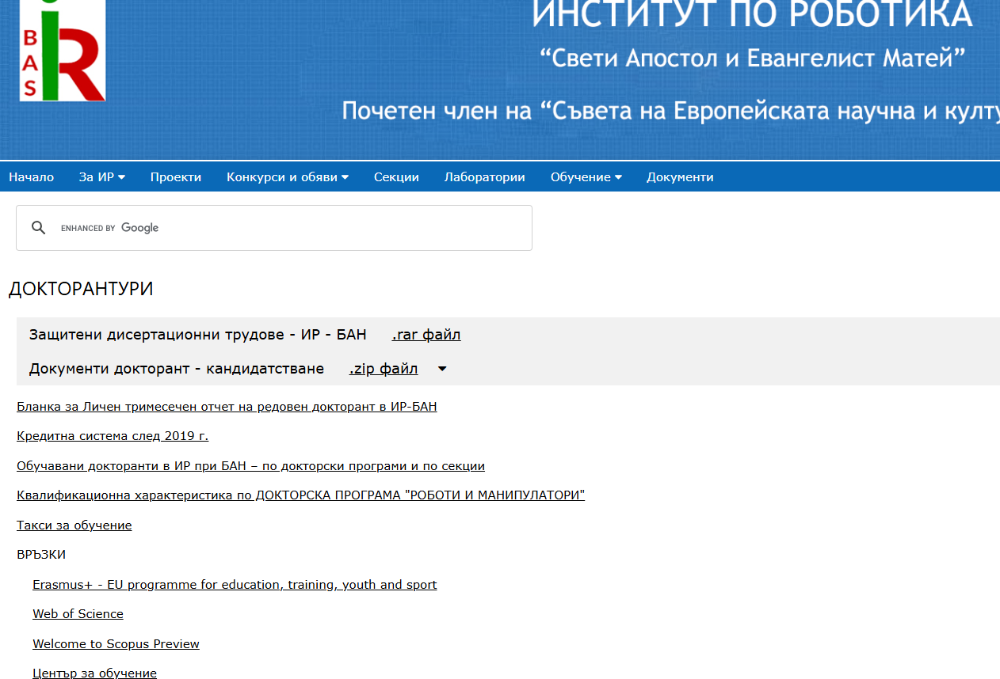 BAS
iR
ИНСТИТУТ ПО РОБОТИКА
“Свети Апостол и Евангелист Матей”
Почетен член на “Съвета на Европейската научна и култу
Начало За ИР Проекти Конкурси и обяви Секции Лаборатории Обучение Документи
ENHANCED BY Google
ДОКТОРАНТУРИ
Защитени дисертационни трудове - ИР - БАН .rar файл
Документи докторант - кандидатстване .zip файл
Бланка за Личен тримесечен отчет на редовен докторант в ИР-БАН
Кредитна система след 2019 г.
Обучавани докторанти в ИР при БАН – по докторски програми и по секции
Квалификационна характеристика по ДОКТОРСКА ПРОГРАМА "РОБОТИ И МАНИПУЛАТОРИ"
Такси за обучение
ВРЪЗКИ
Erasmus+ - EU programme for education, training, youth and sport
Web of Science
Welcome to Scopus Preview
Център за обучение